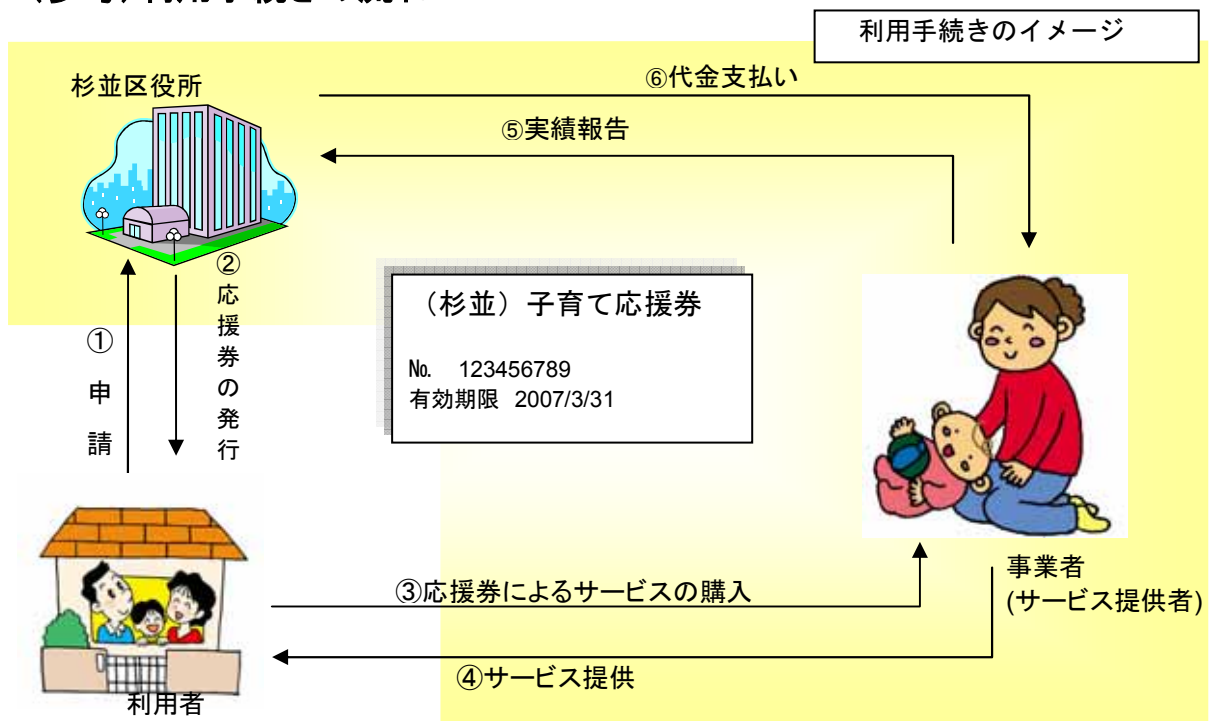 利用手続きのイメージ
杉並区役所
⑥代金支払い
⑤実績報告
②応援券の発行
①申請
（杉並）子育て応援券
№ 123456789
有効期限 2007/3/31
③応援券によるサービスの購入
事業者
(サービス提供者)
④サービス提供
利用者